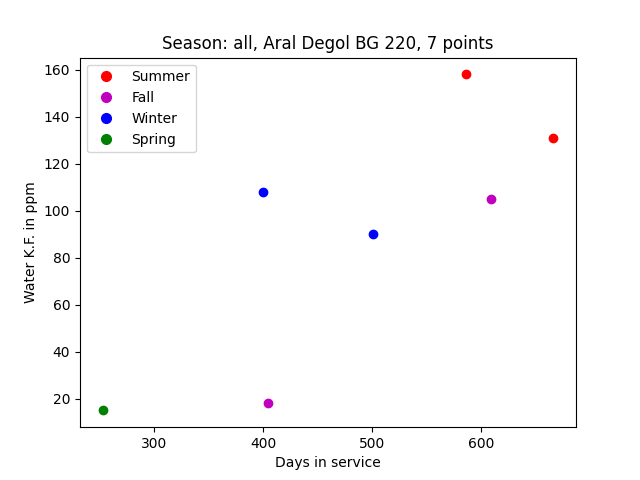 Season: all, Aral Degol BG 220, 7 points
Summer
Fall
Winter
Spring
Water K.F. in ppm
160
140
120
100
80
60
40
20
300 400 500 600
Days in service